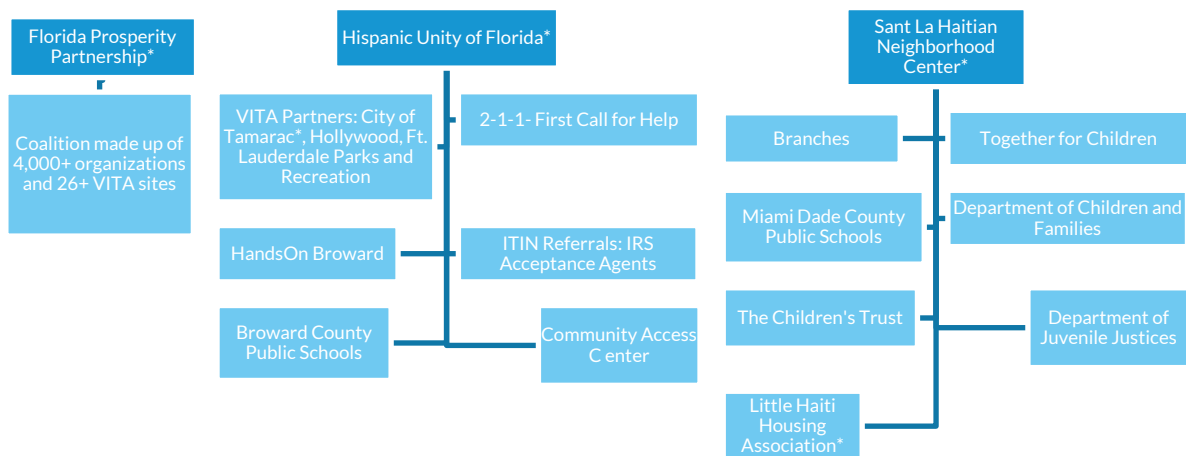 Florida Prosperity
Partnership*
Coalition made up of
4,000+ organizations
and 26+ VITA sites
Hispanic Unity of Florida*
VITA Partners: City of
Tamarac*, Hollywood, Ft.
Lauderdale Parks and
Recreation
2-1-1- First Call for Help
HandsOn Broward
ITIN Referrals: IRS
Acceptance Agents
Broward County
Public Schools
Community Access
C enter
Sant La Haitian
Neighborhood
Center*
Branches
Together for Children
Miami Dade County
Public Schools
Department of Children and
Families
The Children's Trust
Department of
Juvenile Justices
Little Haiti
Housing
Association*